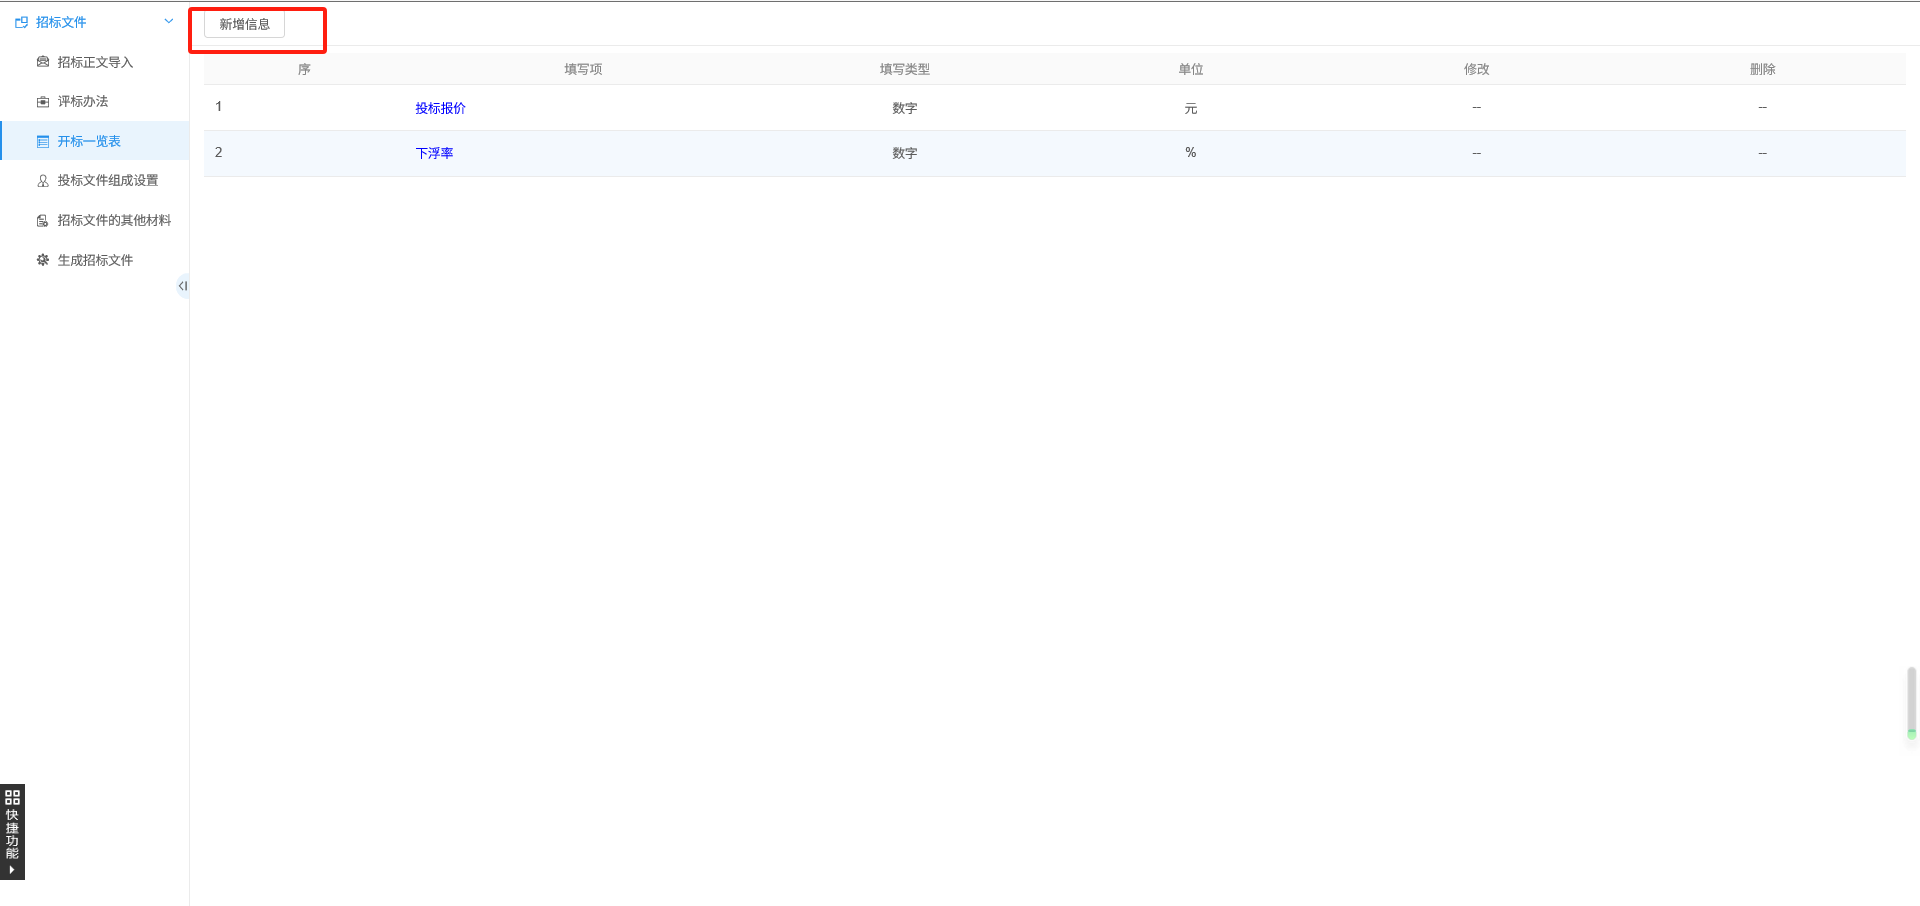 招标文件
招标正文导入
评标办法
开标一览表
投标文件组成设置
招标文件的其他材料
生成招标文件
快捷功能
新增信息
序 填写项 填写类型 单位 修改 删除
1 投标报价 数字 元 -- --
2 下浮率 数字 % -- --